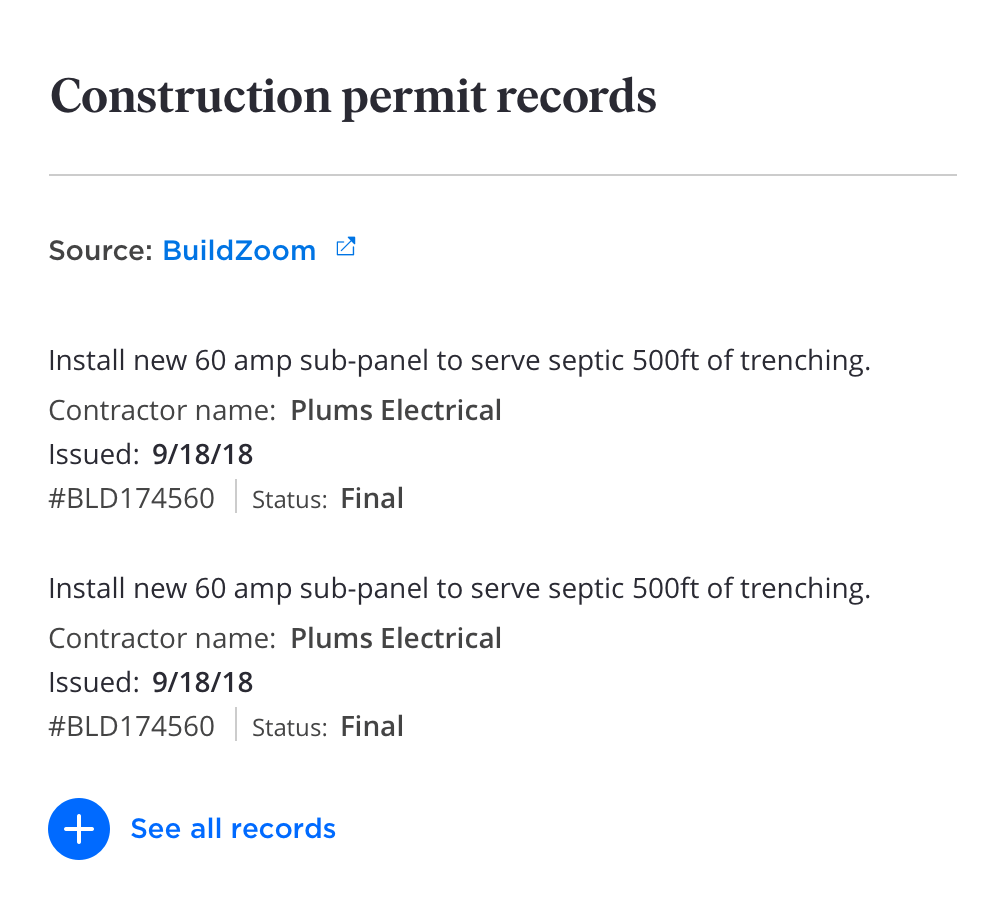 Construction permit records
Source: BuildZoom
Install new 60 amp sub-panel to serve septic 500ft of trenching.
Contractor name: Plums Electrical
Issued: 9/18/18
#BLD174560 Status: Final
Install new 60 amp sub-panel to serve septic 500ft of trenching.
Contractor name: Plums Electrical
Issued: 9/18/18
#BLD174560 Status: Final
See all records